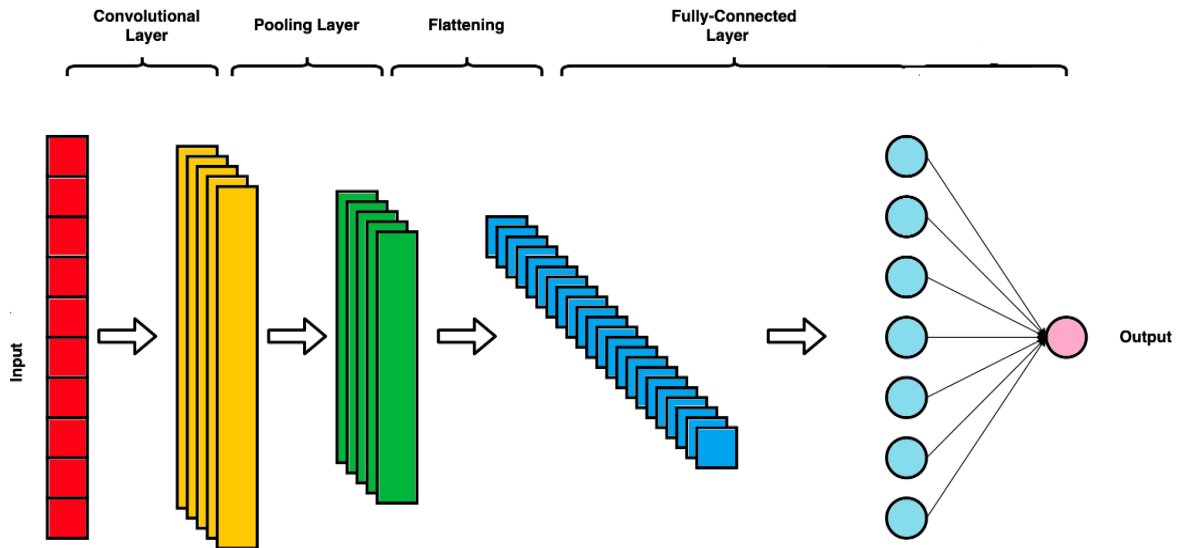 Convolutional
Layer
Pooling Layer
Flattening
Fully-Connected
Layer
Input
Output